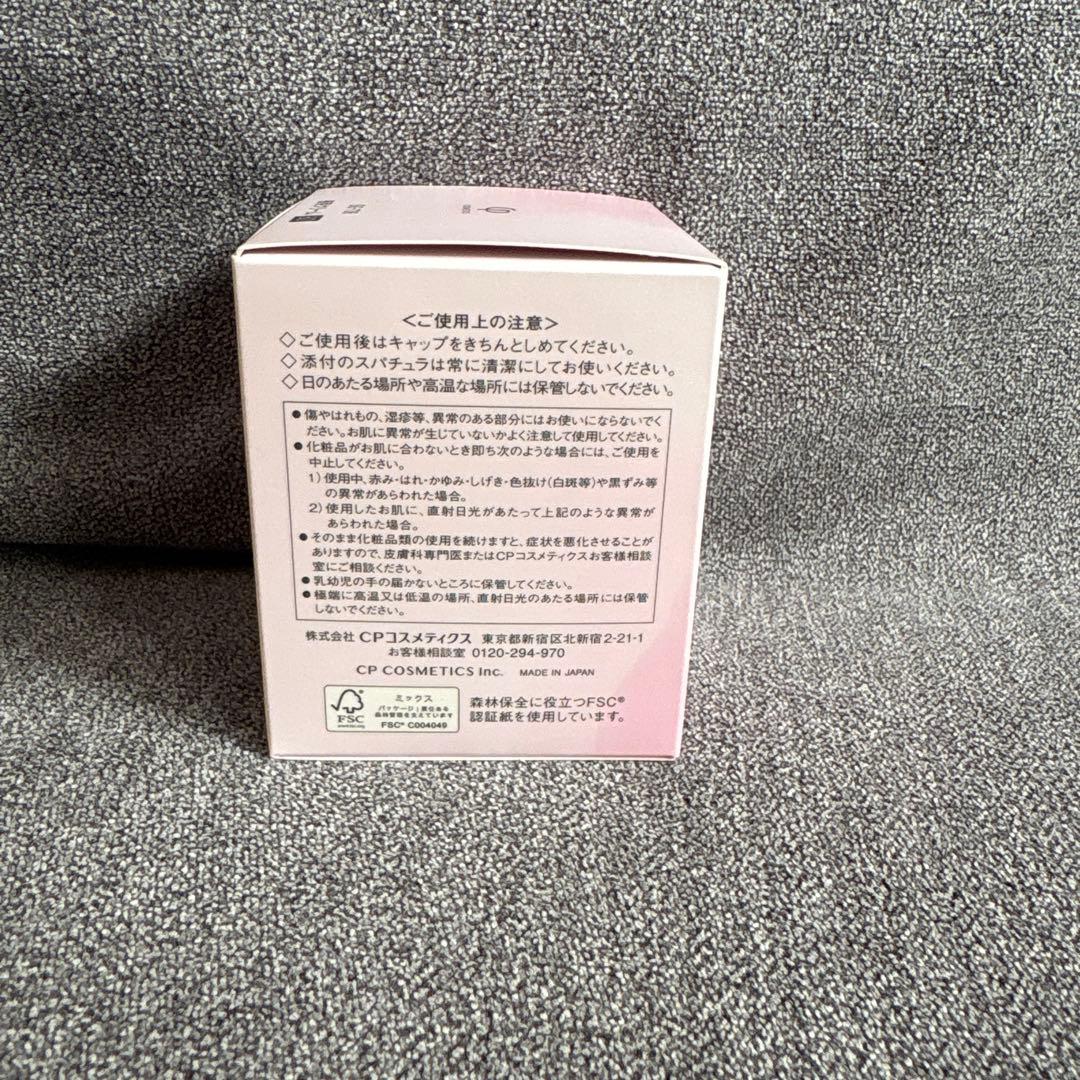 <ご使用上の注意>
◇ご使用後はキャップをきちんとしめてください。
◇添付のスパチュラは常に清潔にしてお使いください。
◇日のあたる場所や高温な場所には保管しないでください。
●傷やはれもの、湿疹等、異常のある部分にはお使いにならないでく
ださい。お肌に異常が生じていないかよく注意して使用してください。
●化粧品がお肌に合わないとき即ち次のような場合には、ご使用を
中止してください。
1)使用中、赤み・はれ・かゆみ・しげき・色抜け(白斑等)や黒ずみ等
の異常があらわれた場合。
2)使用したお肌に、直射日光があたって上記のような異常が
あらわれた場合。
●そのまま化粧品類の使用を続けますと、症状を悪化させることが
ありますので、皮膚科専門医またはCPコスメティクスお客様相談
室にご相談ください。
●乳幼児の手の届かないところに保管してください。
●極端に高温又は低温の場所、直射日光のあたる場所には保管
しないでください。
株式会社 CPコスメティクス 東京都新宿区北新宿2-21-1
お客様相談室 0120-294-970
CP COSMETICS Inc. MADE IN JAPAN
FSC
ミックス
パッケージ|責任ある
森林管理を支えています
FSC® C004049
森林保全に役立つFSC®
認証紙を使用しています。